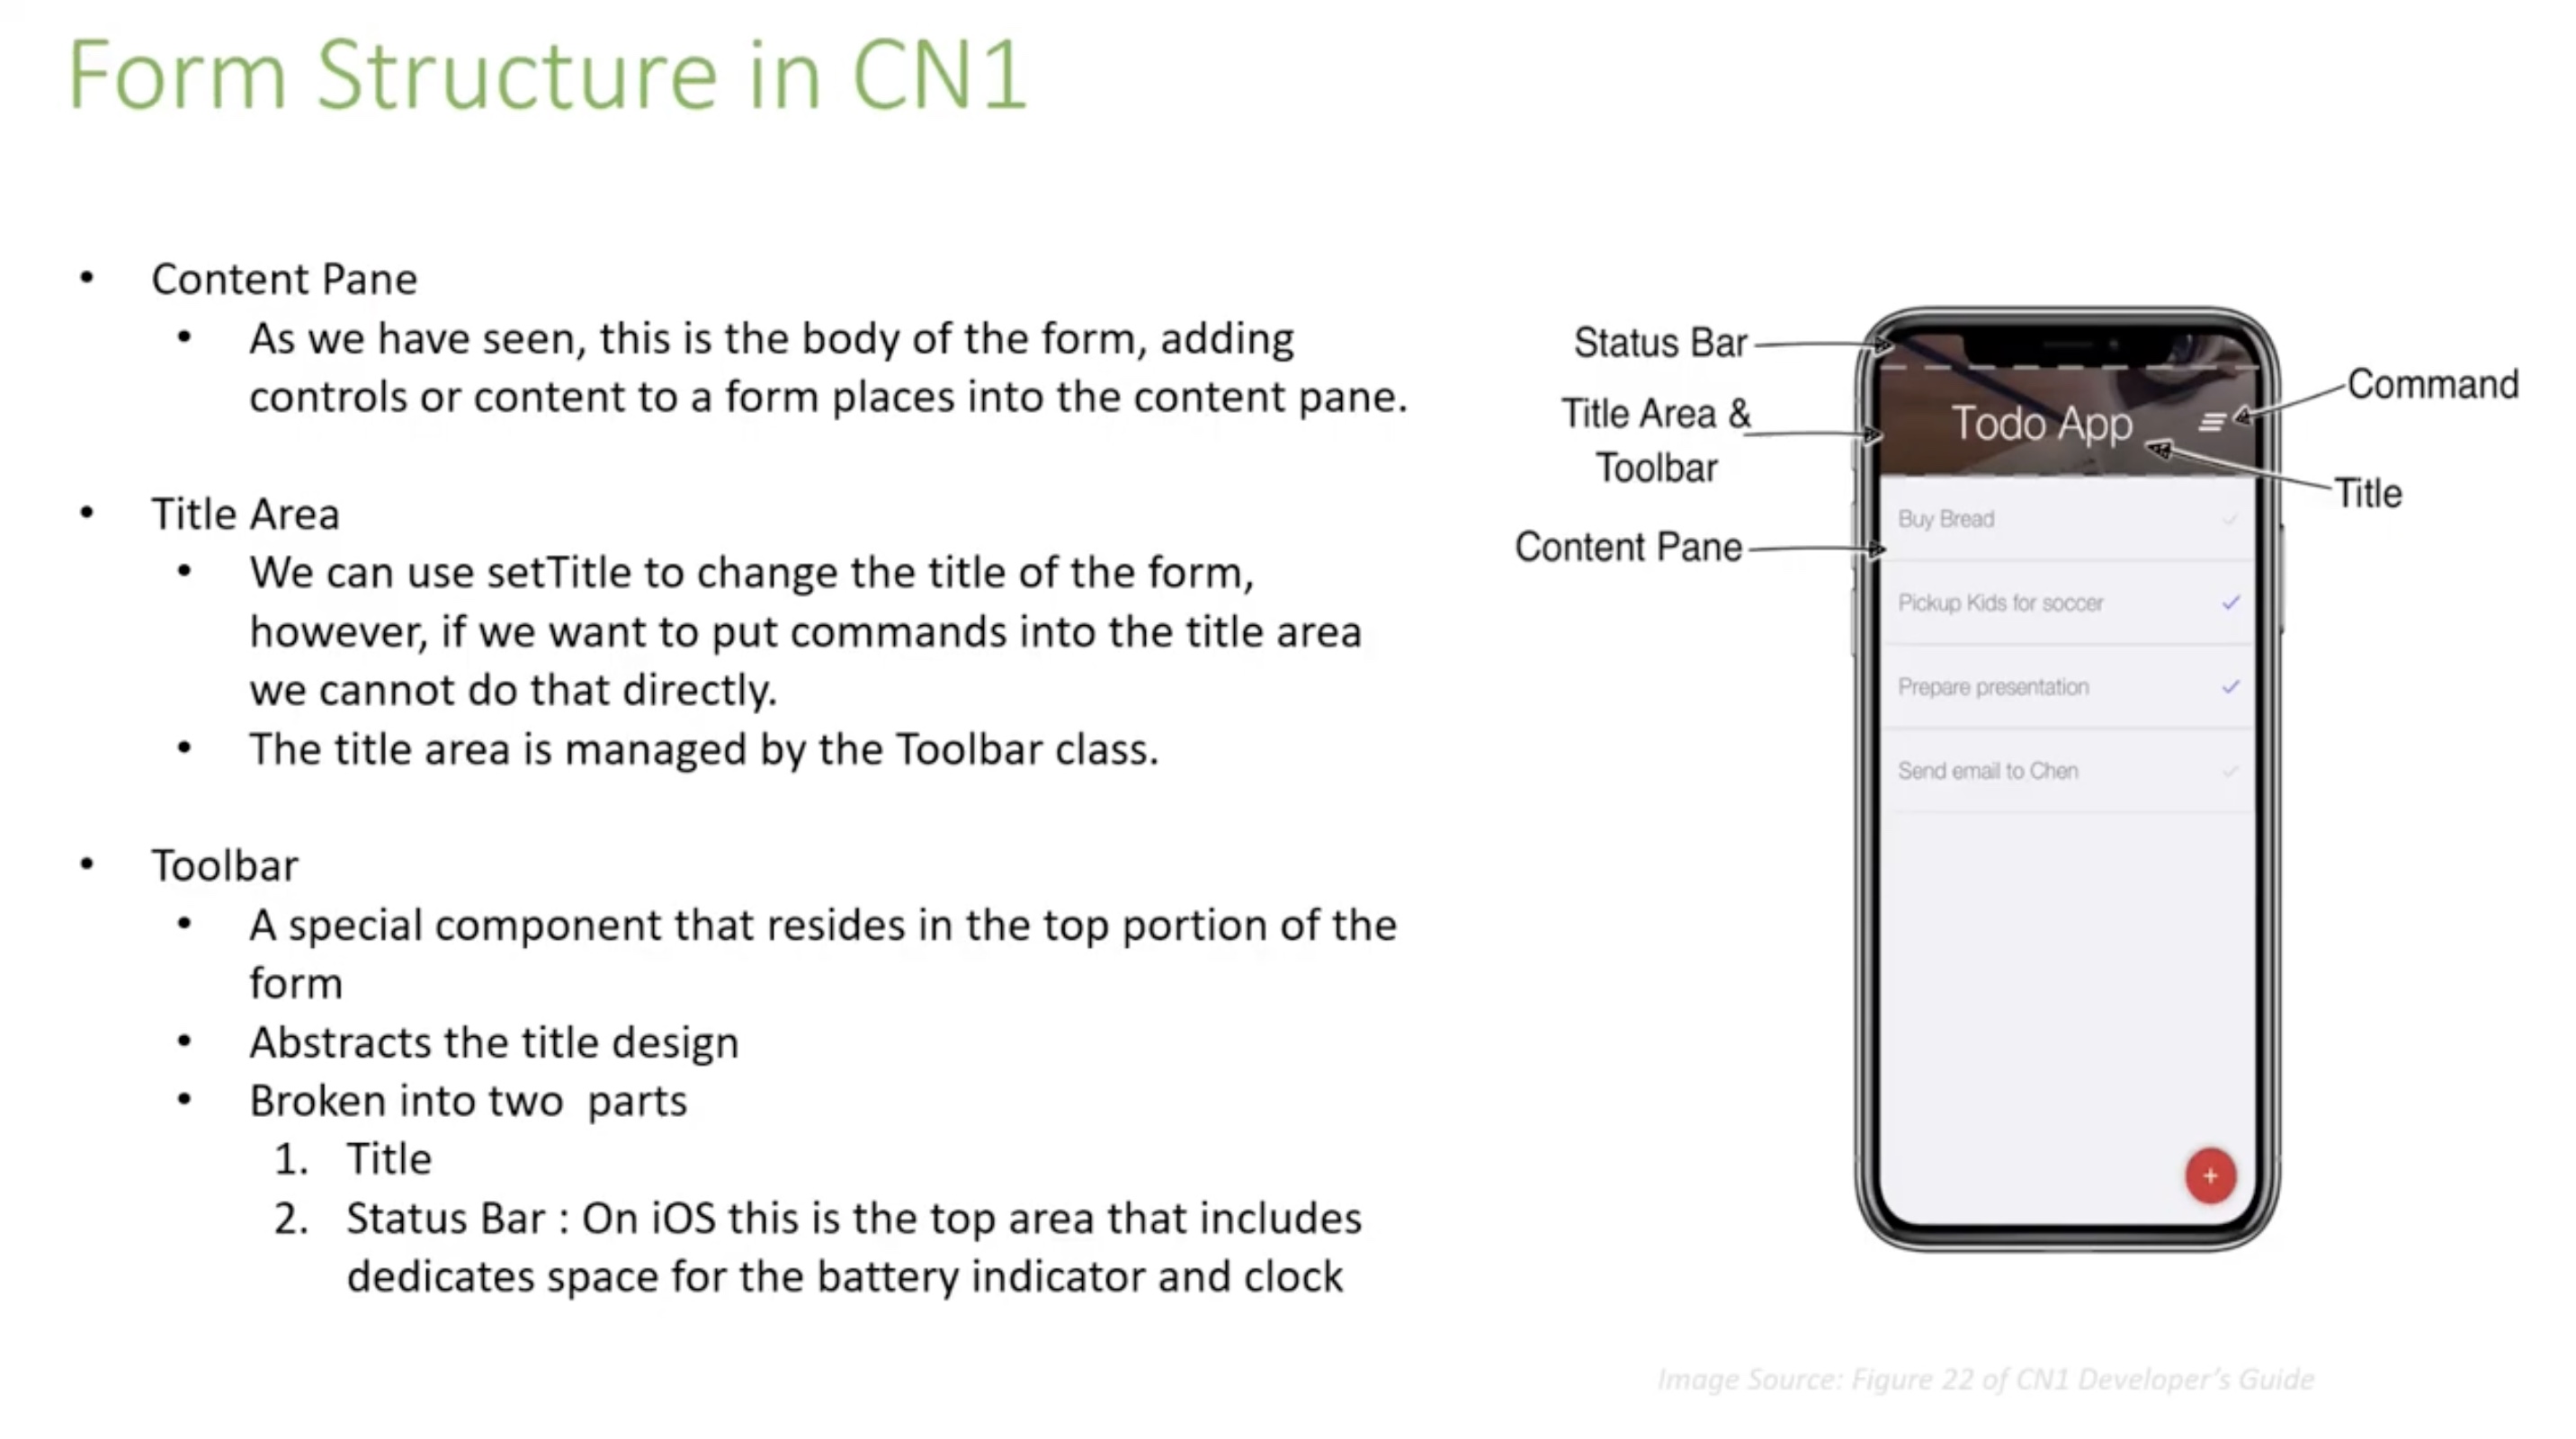 Form Structure in CN1
• Content Pane
• As we have seen, this is the body of the form, adding
controls or content to a form places into the content pane.
• Title Area
• We can use setTitle to change the title of the form,
however, if we want to put commands into the title area
we cannot do that directly.
• The title area is managed by the Toolbar class.
• Toolbar
• A special component that resides in the top portion of the
form
• Abstracts the title design
• Broken into two  parts
1. Title
2. Status Bar : On iOS this is the top area that includes
dedicates space for the battery indicator and clock
Status Bar
Title Area &
Toolbar
Content Pane
Command
Title
Todo App
Buy Bread
Pickup Kids for soccer
Prepare presentation
Send email to Chen
+
Image Source: Figure 22 of CN1 Developer’s Guide